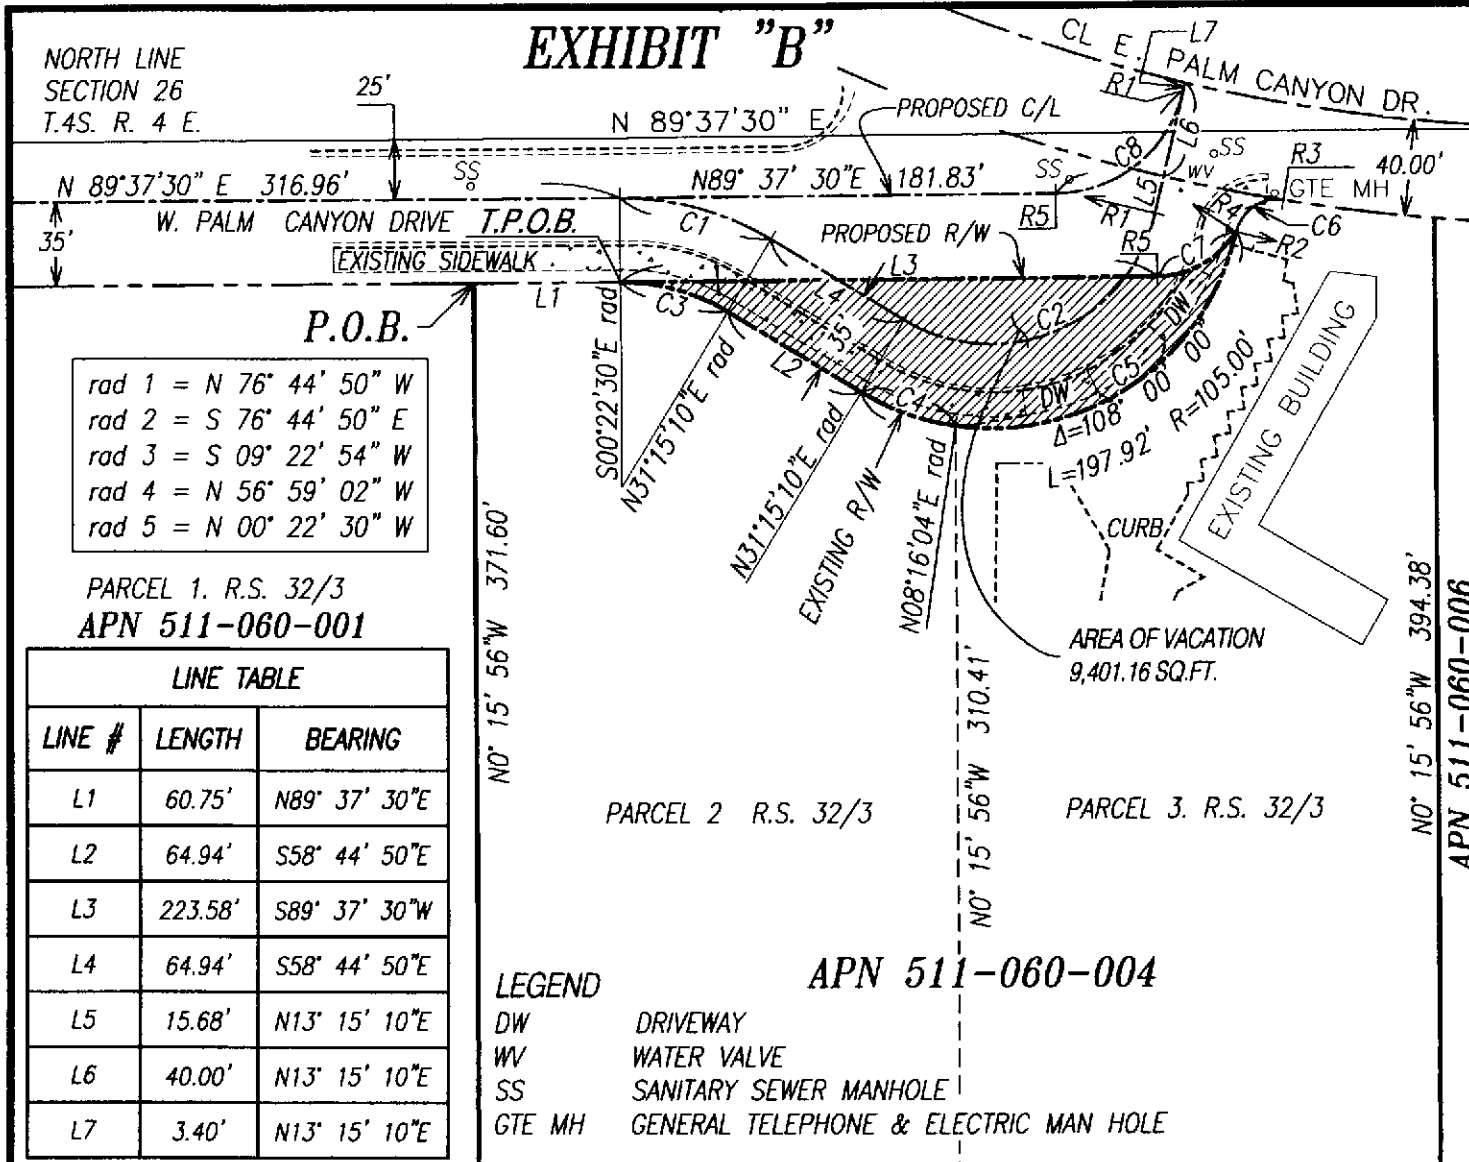 EXHIBIT "B"
NORTH LINE
SECTION 26
T.4S. R. 4 E.
25'
N 89°37'30" E
PROPOSED C/L
CL E. PALM CANYON DR.
L7
R1
L6
C8
SS
SS
SS
WV
R3
40.00'
GTE MH
N 89°37'30" E 316.96'
N89° 37' 30"E 181.83'
R5
R1
L5
R4
C6
R2
C7
35'
W. PALM CANYON DRIVE
T.P.O.B.
C1
PROPOSED R/W
R5
EXISTING SIDEWALK
L3
L1
C3
L4
35'
C2
DW
P.O.B.
L2
C4
DW
C5
Δ=108° 00' 00"
L=197.92' R=105.00'
S00°22'30"E rad
N31°15'10"E rad
N31°15'10"E rad
EXISTING R/W
N08°16'04"E rad
CURB
EXISTING BUILDING
rad 1 = N 76° 44' 50" W
rad 2 = S 76° 44' 50" E
rad 3 = S 09° 22' 54" W
rad 4 = N 56° 59' 02" W
rad 5 = N 00° 22' 30" W
PARCEL 1. R.S. 32/3
APN 511-060-001
N0° 15' 56"W 371.60'
AREA OF VACATION
9,401.16 SQ.FT.
N0° 15' 56"W 310.41'
N0° 15' 56"W 394.38'
APN 511-060-006
LINE TABLE
LINE # LENGTH BEARING
L1 60.75' N89° 37' 30"E
L2 64.94' S58° 44' 50"E
L3 223.58' S89° 37' 30"W
L4 64.94' S58° 44' 50"E
L5 15.68' N13° 15' 10"E
L6 40.00' N13° 15' 10"E
L7 3.40' N13° 15' 10"E
PARCEL 2 R.S. 32/3
PARCEL 3. R.S. 32/3
APN 511-060-004
LEGEND
DW DRIVEWAY
WV WATER VALVE
SS SANITARY SEWER MANHOLE
GTE MH GENERAL TELEPHONE & ELECTRIC MAN HOLE